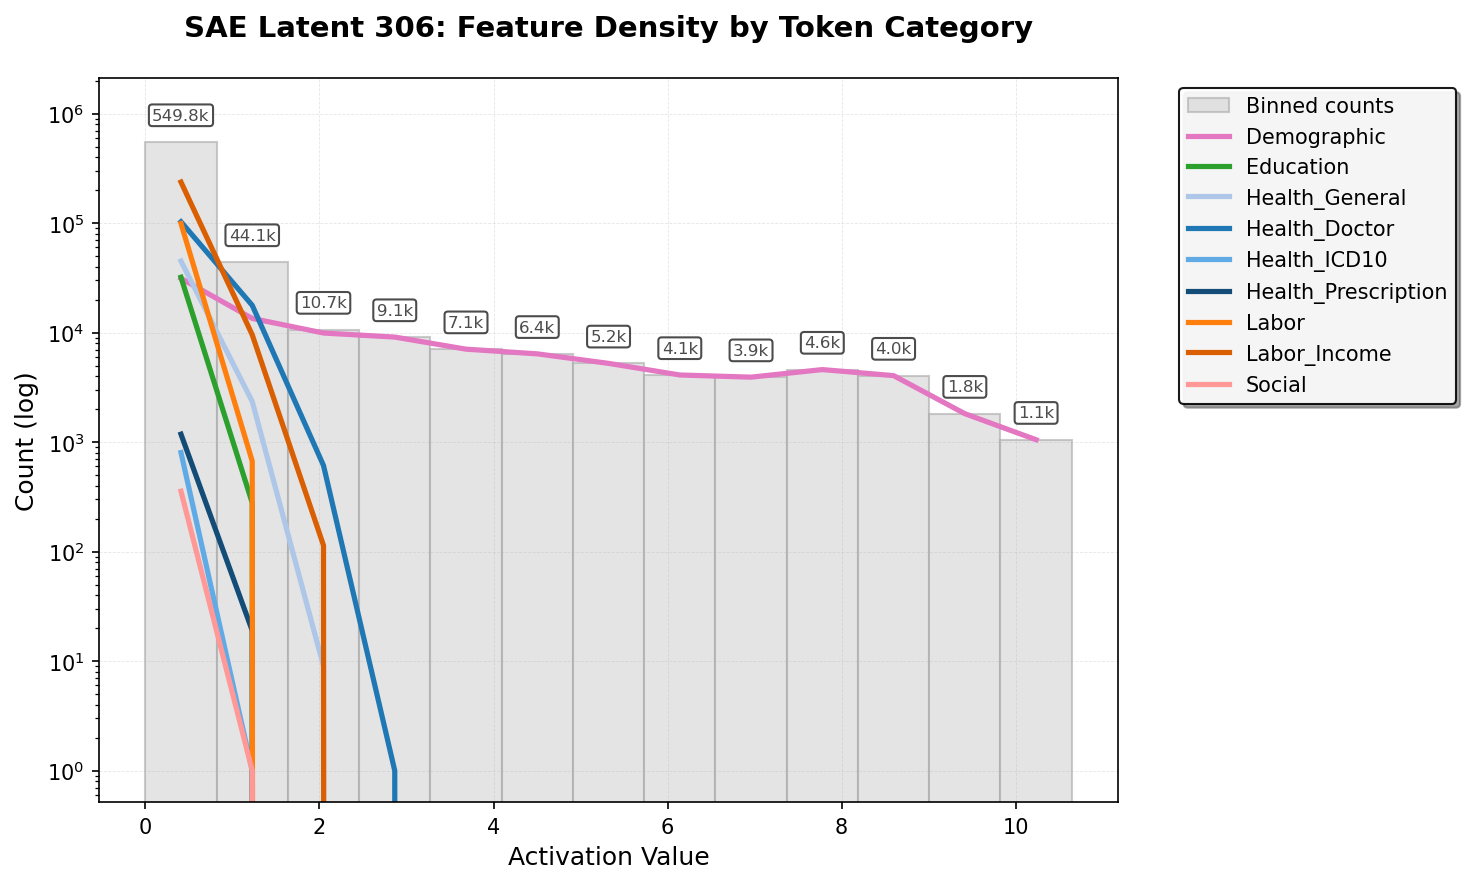 SAE Latent 306: Feature Density by Token Category
Count (log)
10⁶
10⁵
10⁴
10³
10²
10¹
10⁰
549.8k
44.1k
10.7k
9.1k
7.1k
6.4k
5.2k
4.1k
3.9k
4.6k
4.0k
1.8k
1.1k
0
2
4
6
8
10
Activation Value
Binned counts
Demographic
Education
Health_General
Health_Doctor
Health_ICD10
Health_Prescription
Labor
Labor_Income
Social